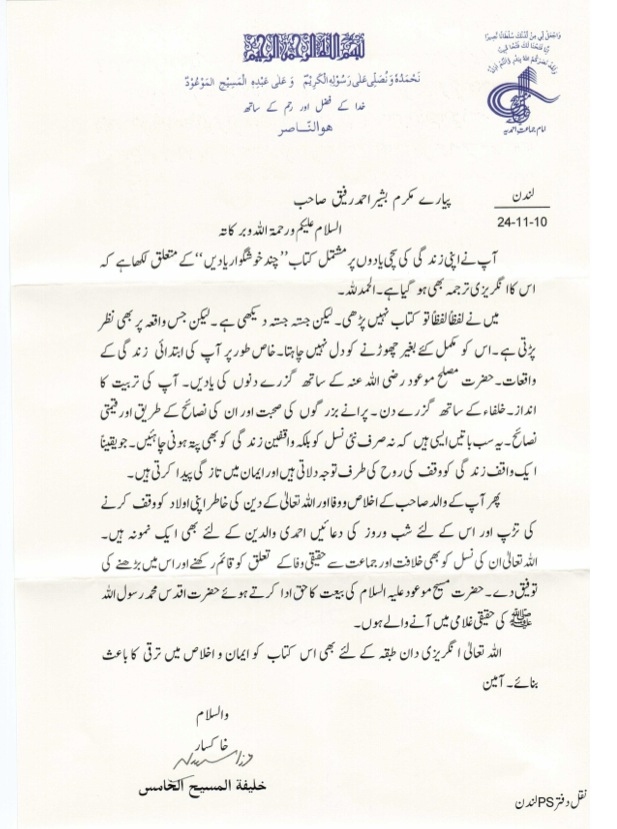 وَاجْعَلْ لِّي مِنْ لَّدُنْكَ سُلْطَانًا نَّصِيْرًا
وَلَقَدْ نَصَرَكُمُ اللهُ بِبَدْرٍ وَّاَنْتُمْ اَذِلَّةٌ
امام جماعت احمدیہ
بسم الله الرحمن الرحيم
نَحْمَدُهٗ وَنُصَلِّي عَلٰى رَسُوْلِهِ الْكَرِيْمِ وَعَلٰى عَبْدِهِ الْمَسِيْحِ الْمَوْعُوْدِ
خدا کے فضل اور رحم کے ساتھ
هوالنّاصر
لندن
24-11-10
پیارے مکرم بشیر احمد رفیق صاحب
السلام علیکم ورحمۃ اللہ وبرکاتہ
آپ نے اپنی زندگی کی سچی یادوں پر مشتمل کتاب ”چند خوشگوار یادیں“ کے متعلق لکھا ہے کہ
اس کا انگریزی ترجمہ بھی ہو گیا ہے۔ الحمد للہ۔
میں نے لفظاً لفظاً تو کتاب نہیں پڑھی۔ لیکن جستہ جستہ دیکھی ہے۔ لیکن جس واقعہ پر بھی نظر
پڑتی ہے۔ اس کو مکمل کئے بغیر چھوڑنے کو دل نہیں چاہتا۔ خاص طور پر آپ کی ابتدائی زندگی کے
واقعات۔ حضرت مصلح موعود رضی اللہ عنہ کے ساتھ گزرے دنوں کی یادیں۔ آپ کی تربیت کا
انداز۔ خلفاء کے ساتھ گزرے دن۔ پرانے بزرگوں کی صحبت اور ان کی نصائح کے طریق اور قیمتی
نصائح۔ یہ سب باتیں ایسی ہیں کہ نہ صرف نئی نسل کو بلکہ واقفین زندگی کو بھی پتہ ہونی چاہئیں۔ جو یقیناً
ایک واقف زندگی کو وقف کی روح کی طرف توجہ دلاتی ہیں اور ایمان میں تازگی پیدا کرتی ہیں۔
پھر آپ کے والد صاحب کے اخلاص و وفا اور اللہ تعالیٰ کے دین کی خاطر اپنی اولاد کو وقف کرنے
کی تڑپ اور اس کے لئے شب و روز کی دعائیں احمدی والدین کے لئے بھی ایک نمونہ ہیں۔
اللہ تعالیٰ ان کی نسل کو بھی خلافت اور جماعت سے حقیقی وفا کے تعلق کو قائم رکھنے اور اس میں بڑھنے کی
توفیق دے۔ حضرت مسیح موعود علیہ السلام کی بیعت کا حق ادا کرتے ہوئے حضرت اقدس محمد رسول اللہ
ﷺ کی حقیقی غلامی میں آنے والے ہوں۔
اللہ تعالیٰ انگریزی دان طبقہ کے لئے بھی اس کتاب کو ایمان و اخلاص میں ترقی کا باعث
بنائے۔ آمین
والسلام
خاکسار
خلیفة المسیح الخامس
نقل دفتر PS لندن